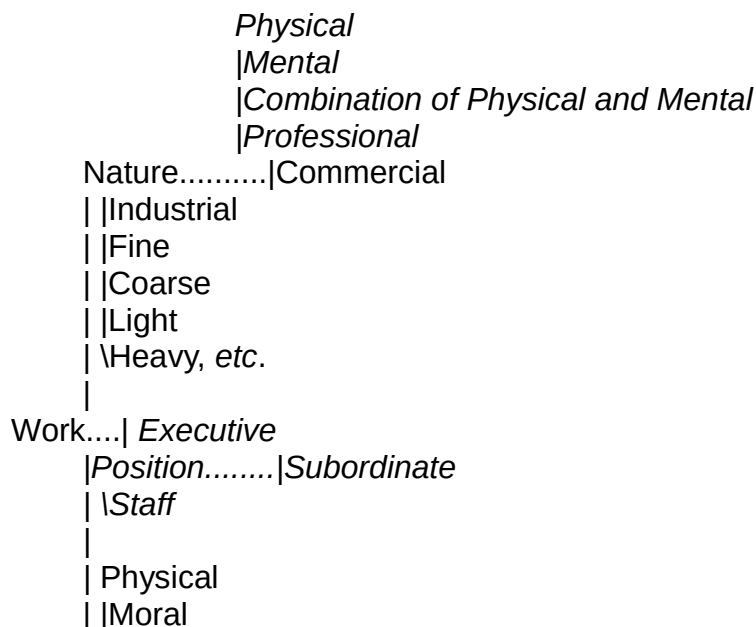 Physical
|Mental
|Combination of Physical and Mental
|Professional
Nature..........|Commercial
| |Industrial
| |Fine
| |Coarse
| |Light
| \Heavy, etc.
|
Work....| Executive
|Position........|Subordinate
| \Staff
|
| Physical
| |Moral